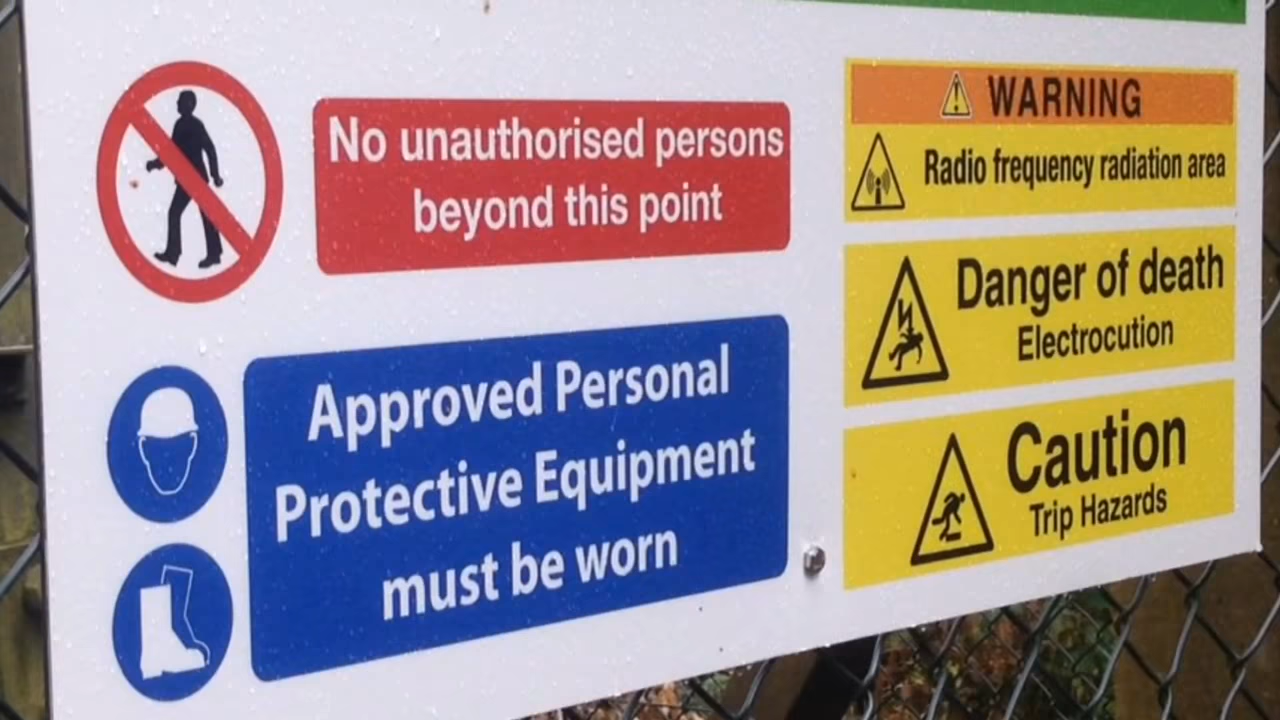 No unauthorised persons
beyond this point
Approved Personal
Protective Equipment
must be worn
WARNING
Radio frequency radiation area
Danger of death
Electrocution
Caution
Trip Hazards